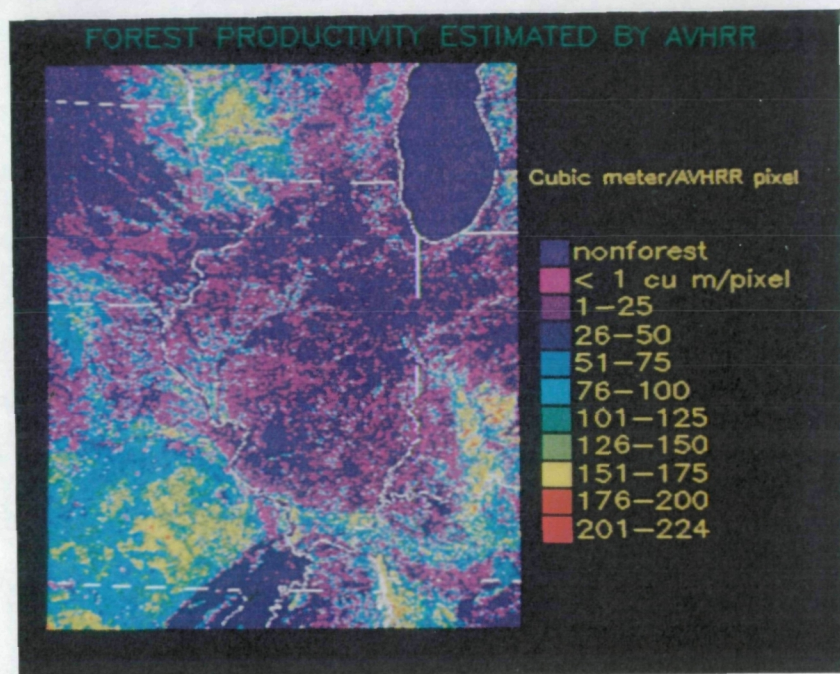 FOREST PRODUCTIVITY ESTIMATED BY AVHRR
Cubic meter/AVHRR pixel
nonforest
< 1 cu m/pixel
1-25
26-50
51-75
76-100
101-125
126-150
151-175
176-200
201-224